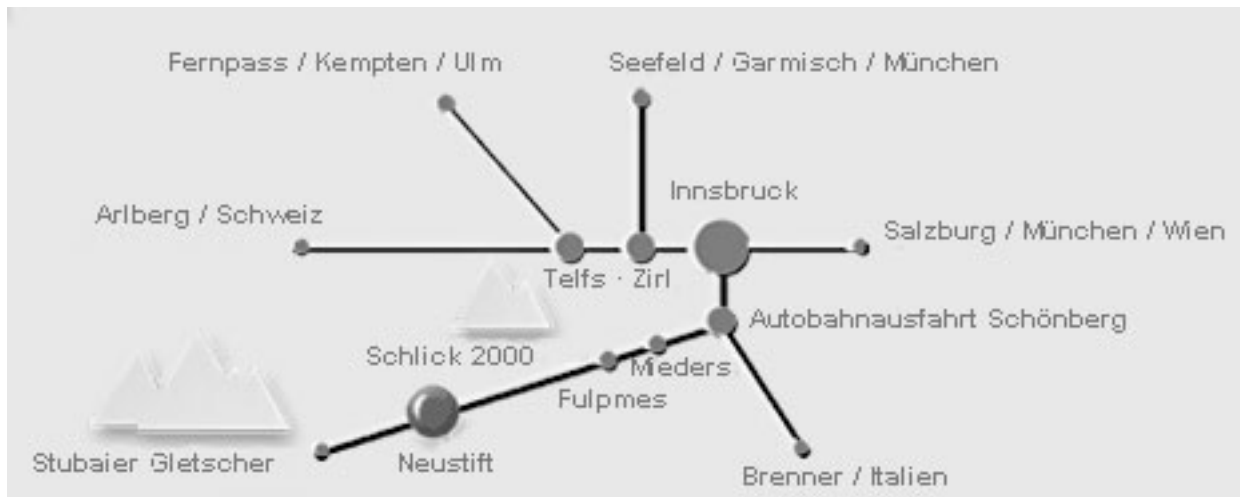 Fernpass / Kempten / Ulm
Seefeld / Garmisch / München
Innsbruck
Arlberg / Schweiz
Salzburg / München / Wien
Telfs · Zirl
Autobahnausfahrt Schönberg
Schlick 2000
Mieders
Fulpmes
Stubaier Gletscher
Neustift
Brenner / Italien